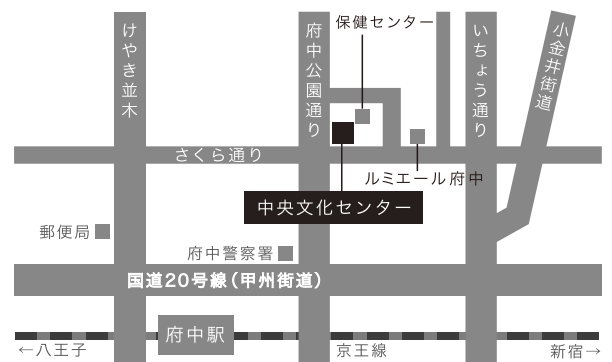 保健センター
けやき並木
府中公園通り
いちょう通り
小金井街道
さくら通り
ルミエール府中
中央文化センター
郵便局
府中警察署
国道20号線（甲州街道）
府中駅
←八王子
京王線
新宿→